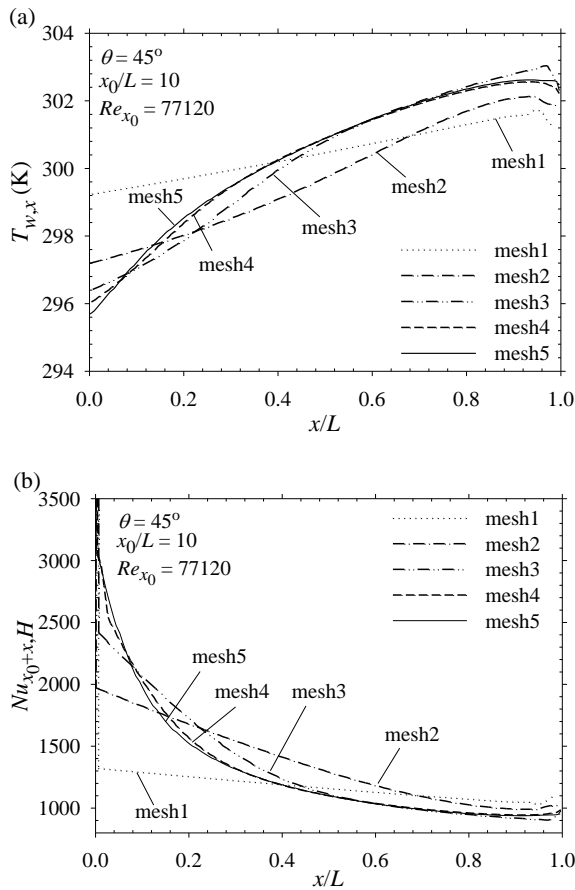 (a)
θ = 45°
x₀/L = 10
Reₓ₀ = 77120
T_w,x (K)
304
302
300
298
296
294
mesh1
mesh2
mesh3
mesh5
mesh4
mesh1
mesh2
mesh3
mesh4
mesh5
0.0
0.2
0.4
0.6
0.8
1.0
x/L
(b)
θ = 45°
x₀/L = 10
Reₓ₀ = 77120
Nuₓ₀₊ₓ,H
3500
3000
2500
2000
1500
1000
mesh1
mesh2
mesh3
mesh4
mesh5
mesh5
mesh4
mesh3
mesh2
mesh1
0.0
0.2
0.4
0.6
0.8
1.0
x/L